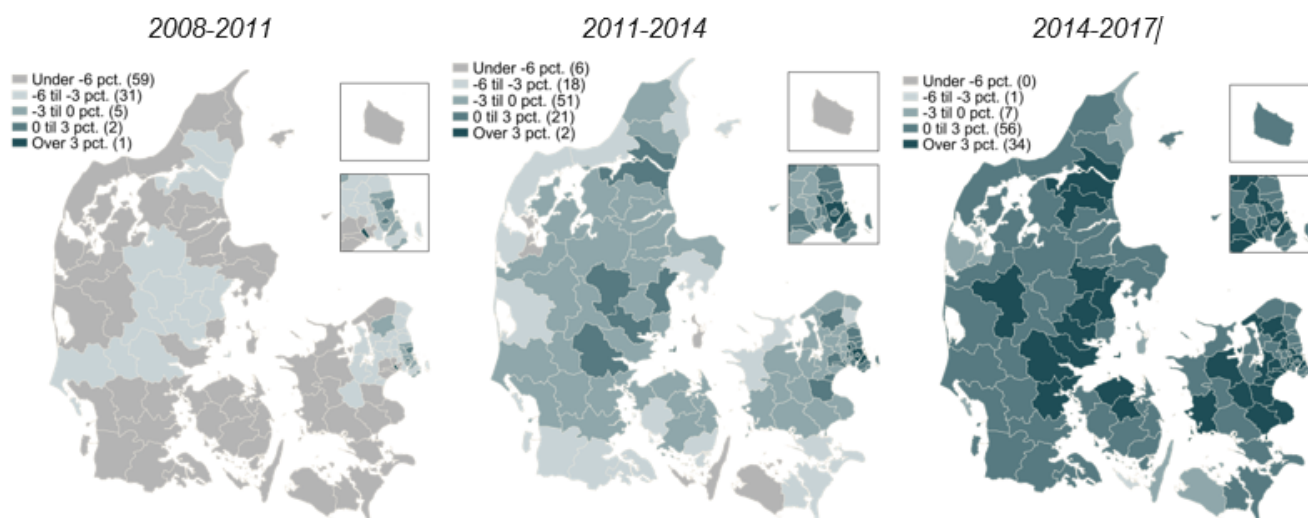 2008-2011
Under -6 pct. (59)
-6 til -3 pct. (31)
-3 til 0 pct. (5)
0 til 3 pct. (2)
Over 3 pct. (1)
2011-2014
Under -6 pct. (6)
-6 til -3 pct. (18)
-3 til 0 pct. (51)
0 til 3 pct. (21)
Over 3 pct. (2)
2014-2017
Under -6 pct. (0)
-6 til -3 pct. (1)
-3 til 0 pct. (7)
0 til 3 pct. (56)
Over 3 pct. (34)